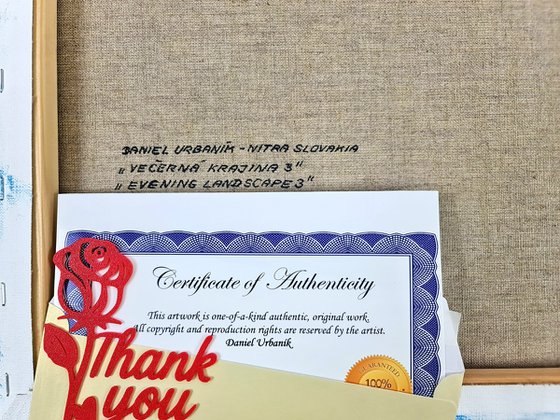 DANIEL URBANÍK - NITRA SLOVAKIA
„VEČERNÁ KRAJINA 3"
„EVENING LANDSCAPE 3"
Certificate of Authenticity
This artwork is one-of-a-kind authentic, original work.
All copyright and reproduction rights are reserved by the artist.
Daniel Urbaník
GUARANTEED
100%
Thank
you